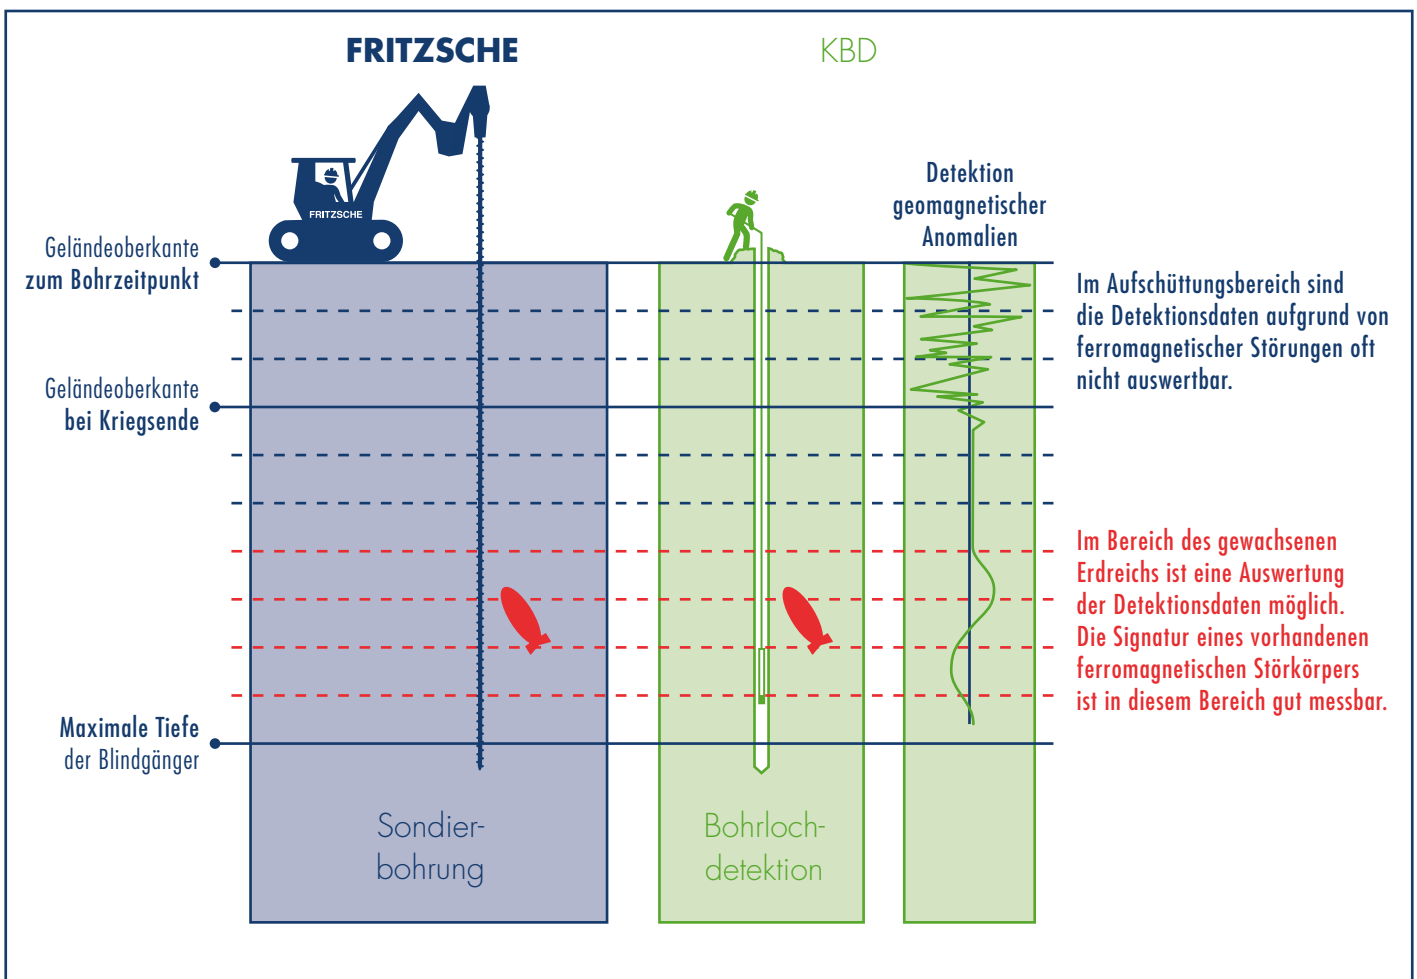 FRITZSCHE
KBD
FRITZSCHE
Detektion
geomagnetischer
Anomalien
Geländeoberkante
zum Bohrzeitpunkt
Im Aufschüttungsbereich sind
die Detektionsdaten aufgrund von
ferromagnetischer Störungen oft
nicht auswertbar.
Geländeoberkante
bei Kriegsende
Im Bereich des gewachsenen
Erdreichs ist eine Auswertung
der Detektionsdaten möglich.
Die Signatur eines vorhandenen
ferromagnetischen Störkörpers
ist in diesem Bereich gut messbar.
Maximale Tiefe
der Blindgänger
Sondier-
bohrung
Bohrloch-
detektion